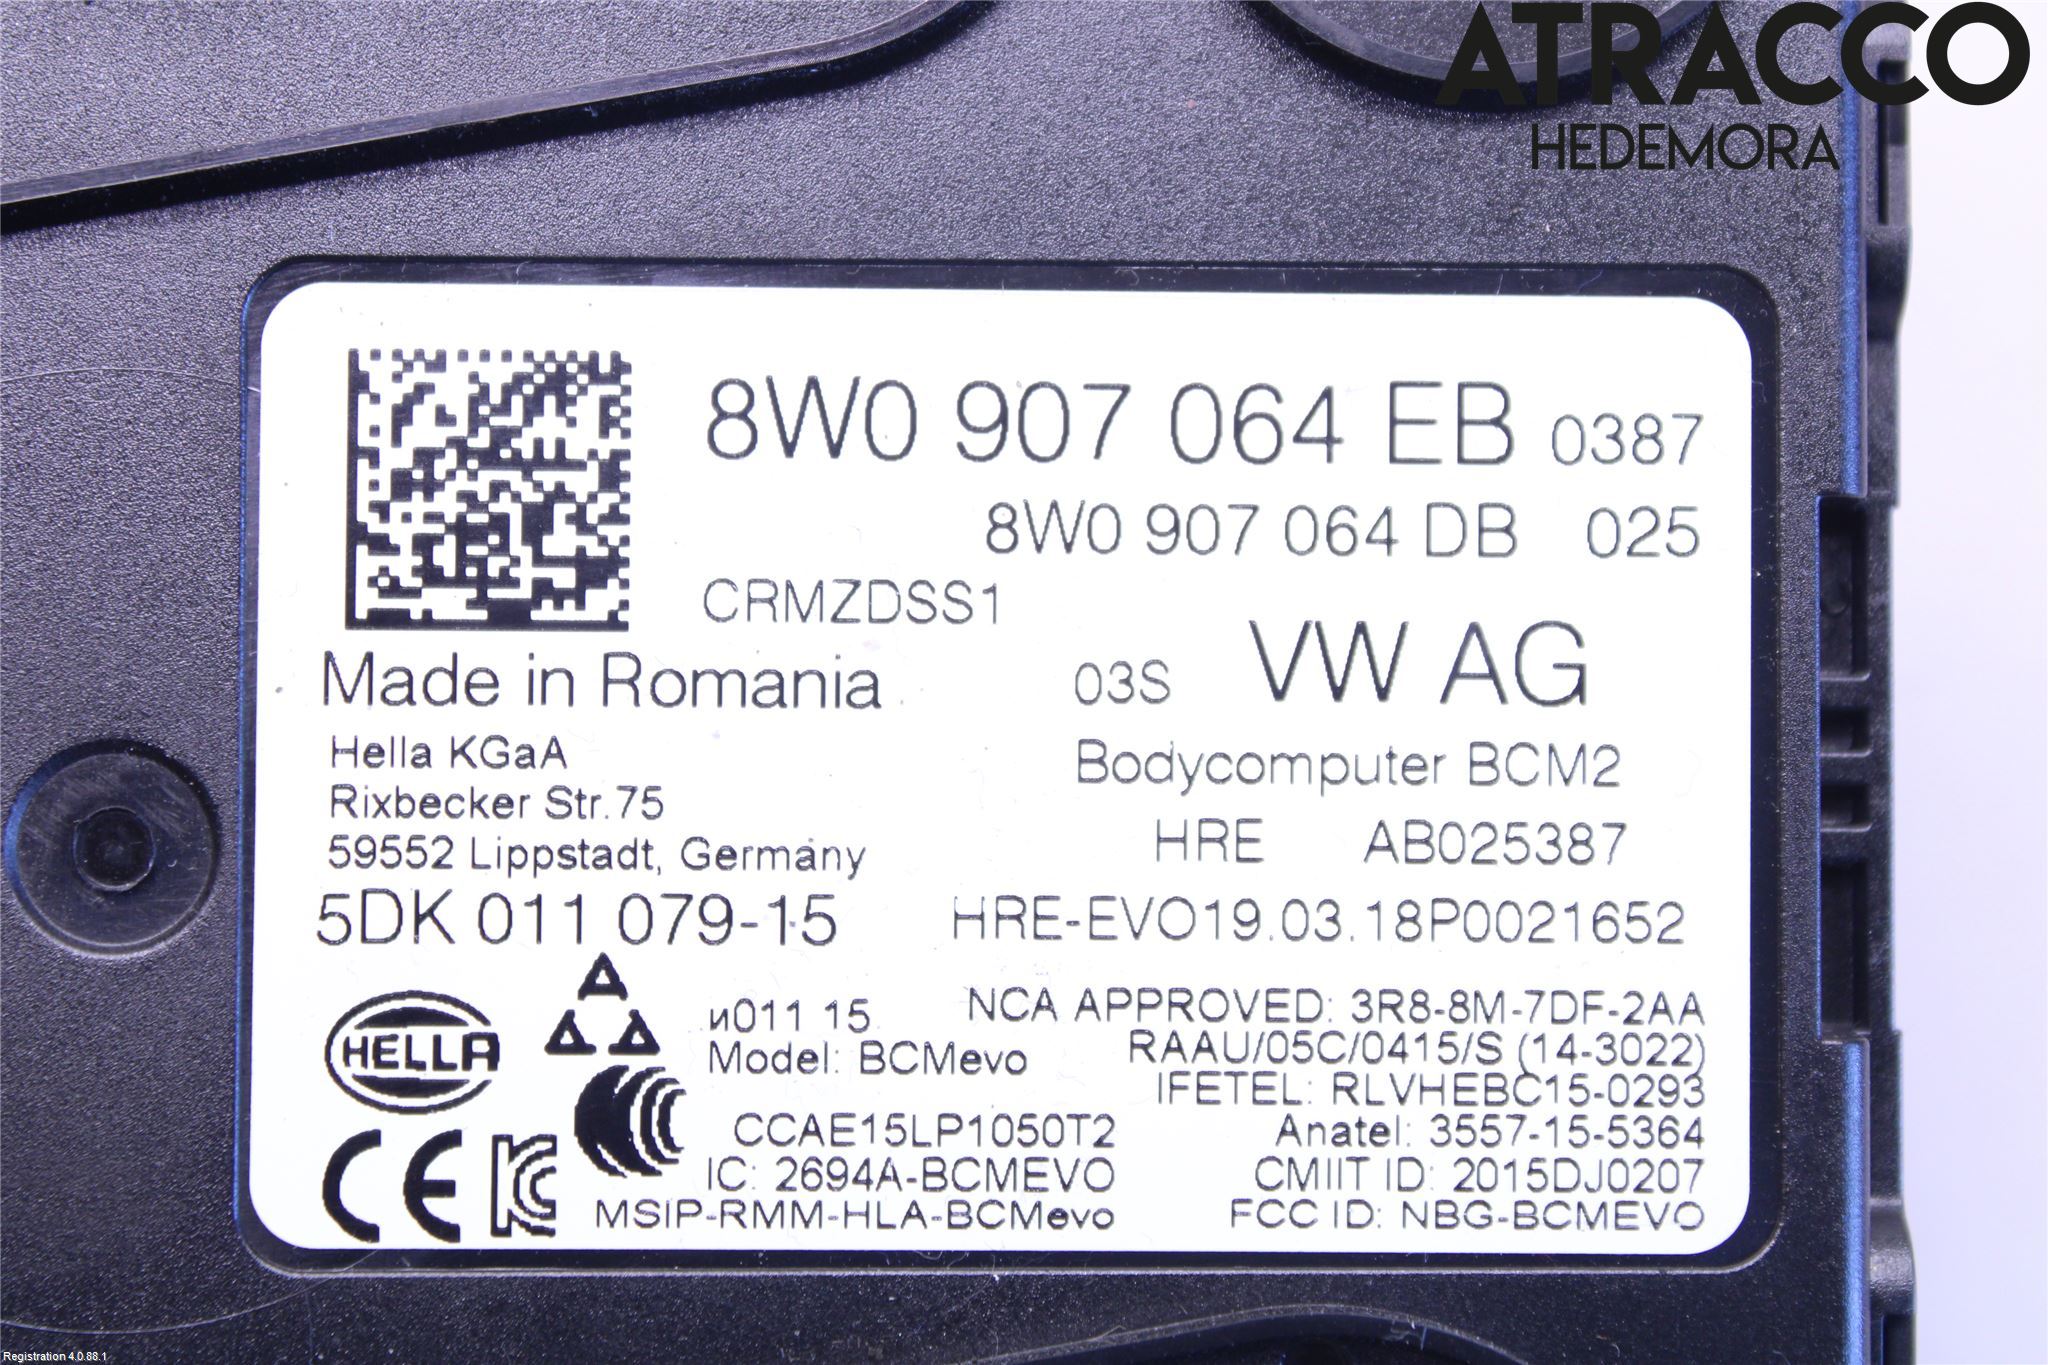 ATRACCO
HEDEMORA
8W0 907 064 EB 0387
8W0 907 064 DB 025
CRMZDSS1
Made in Romania
03S VW AG
Hella KGaA
Bodycomputer BCM2
Rixbecker Str.75
HRE AB025387
59552 Lippstadt, Germany
5DK 011 079-15
HRE-EVO19.03.18P0021652
HELLA
и011 15
NCA APPROVED: 3R8-8M-7DF-2AA
Model: BCMevo
RAAU/05C/0415/S (14-3022)
IFETEL: RLVHEBC15-0293
CCAE15LP1050T2
Anatel: 3557-15-5364
CE
IC: 2694A-BCMEVO
CMIIT ID: 2015DJ0207
MSIP-RMM-HLA-BCMevo
FCC ID: NBG-BCMEVO
Registration 4.0.88.1